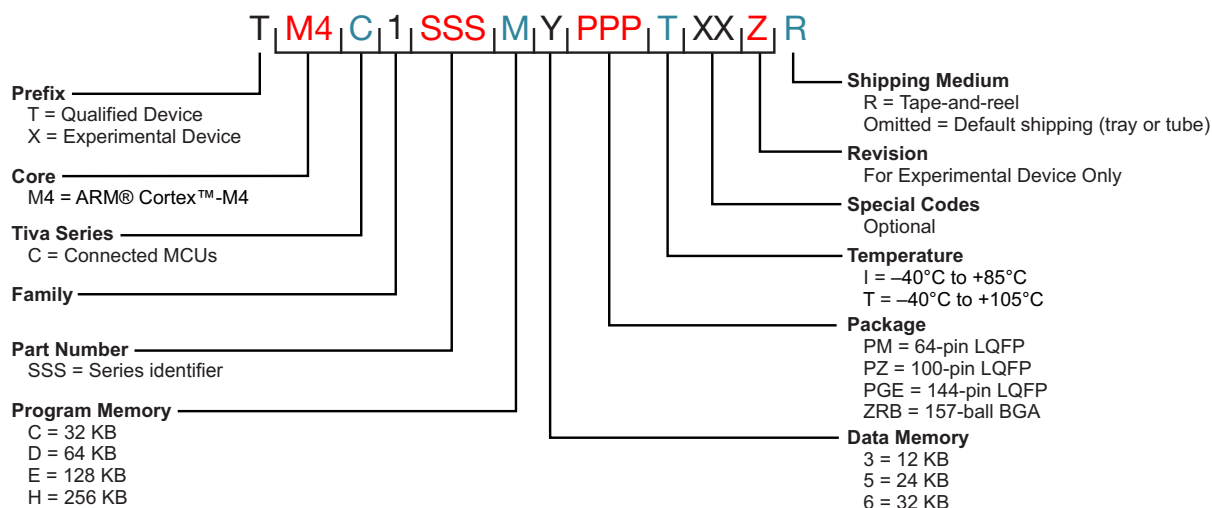 T M4 C 1 SSS M Y PPP T XX Z R
Prefix
T = Qualified Device
X = Experimental Device
Core
M4 = ARM® Cortex™-M4
Tiva Series
C = Connected MCUs
Family
Part Number
SSS = Series identifier
Program Memory
C = 32 KB
D = 64 KB
E = 128 KB
H = 256 KB
Shipping Medium
R = Tape-and-reel
Omitted = Default shipping (tray or tube)
Revision
For Experimental Device Only
Special Codes
Optional
Temperature
I = –40°C to +85°C
T = –40°C to +105°C
Package
PM = 64-pin LQFP
PZ = 100-pin LQFP
PGE = 144-pin LQFP
ZRB = 157-ball BGA
Data Memory
3 = 12 KB
5 = 24 KB
6 = 32 KB